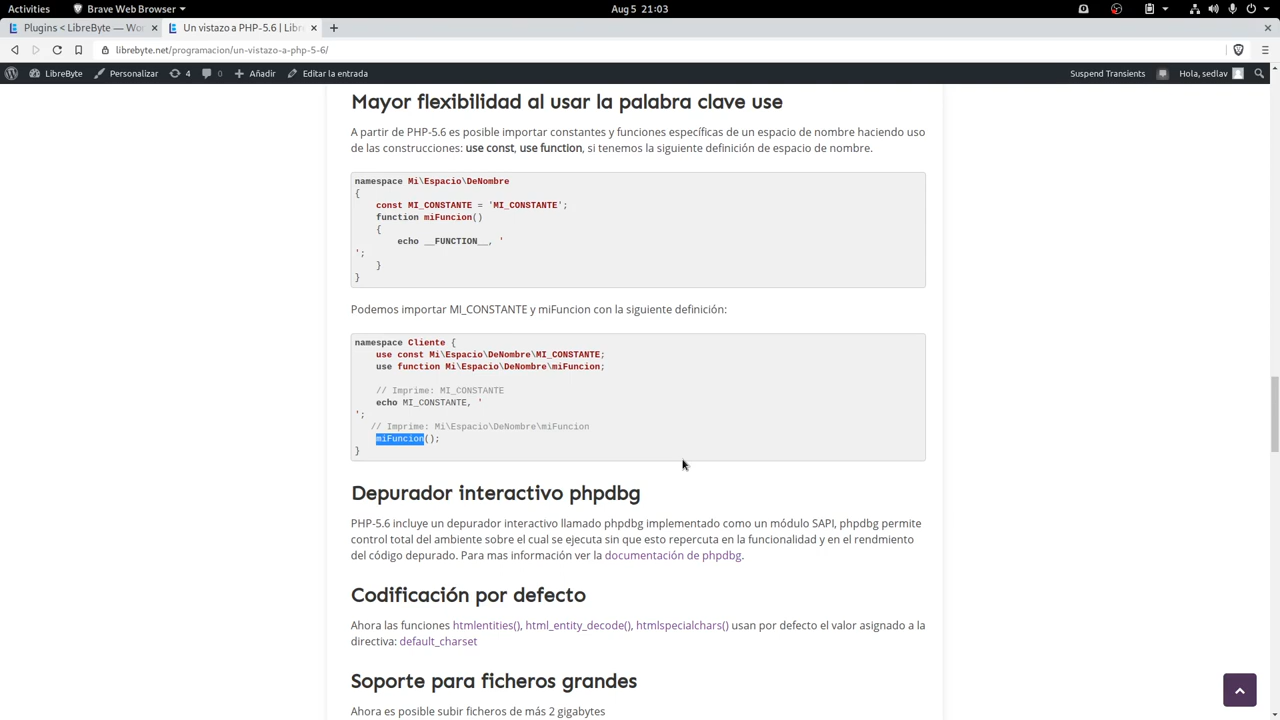 Activities
Brave Web Browser
Aug 5 21:03
Plugins < LibreByte — Wo
Un vistazo a PHP-5.6 | Libr
librebyte.net/programacion/un-vistazo-a-php-5-6/
LibreByte
Personalizar
4
0
Añadir
Editar la entrada
Suspend Transients
Hola, sedlav
Mayor flexibilidad al usar la palabra clave use
A partir de PHP-5.6 es posible importar constantes y funciones específicas de un espacio de nombre haciendo uso
de las construcciones: use const, use function, si tenemos la siguiente definición de espacio de nombre.
namespace Mi\Espacio\DeNombre
{
    const MI_CONSTANTE = 'MI_CONSTANTE';
    function miFuncion()
    {
        echo __FUNCTION__, '
';
    }
}
Podemos importar MI_CONSTANTE y miFuncion con la siguiente definición:
namespace Cliente {
    use const Mi\Espacio\DeNombre\MI_CONSTANTE;
    use function Mi\Espacio\DeNombre\miFuncion;
    // Imprime: MI_CONSTANTE
    echo MI_CONSTANTE, '
';
   // Imprime: Mi\Espacio\DeNombre\miFuncion
    miFuncion();
}
Depurador interactivo phpdbg
PHP-5.6 incluye un depurador interactivo llamado phpdbg implementado como un módulo SAPI, phpdbg permite
control total del ambiente sobre el cual se ejecuta sin que esto repercuta en la funcionalidad y en el rendimiento
del código depurado. Para mas información ver la documentación de phpdbg.
Codificación por defecto
Ahora las funciones htmlentities(), html_entity_decode(), htmlspecialchars() usan por defecto el valor asignado a la
directiva: default_charset
Soporte para ficheros grandes
Ahora es posible subir ficheros de más 2 gigabytes